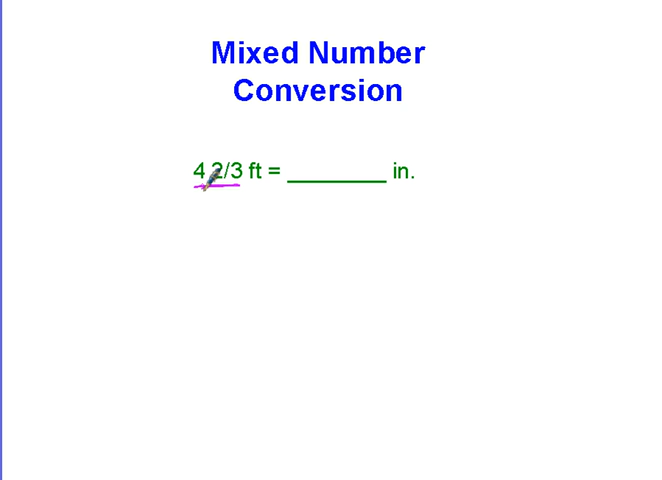 Mixed Number
Conversion
4 2/3 ft = ________ in.